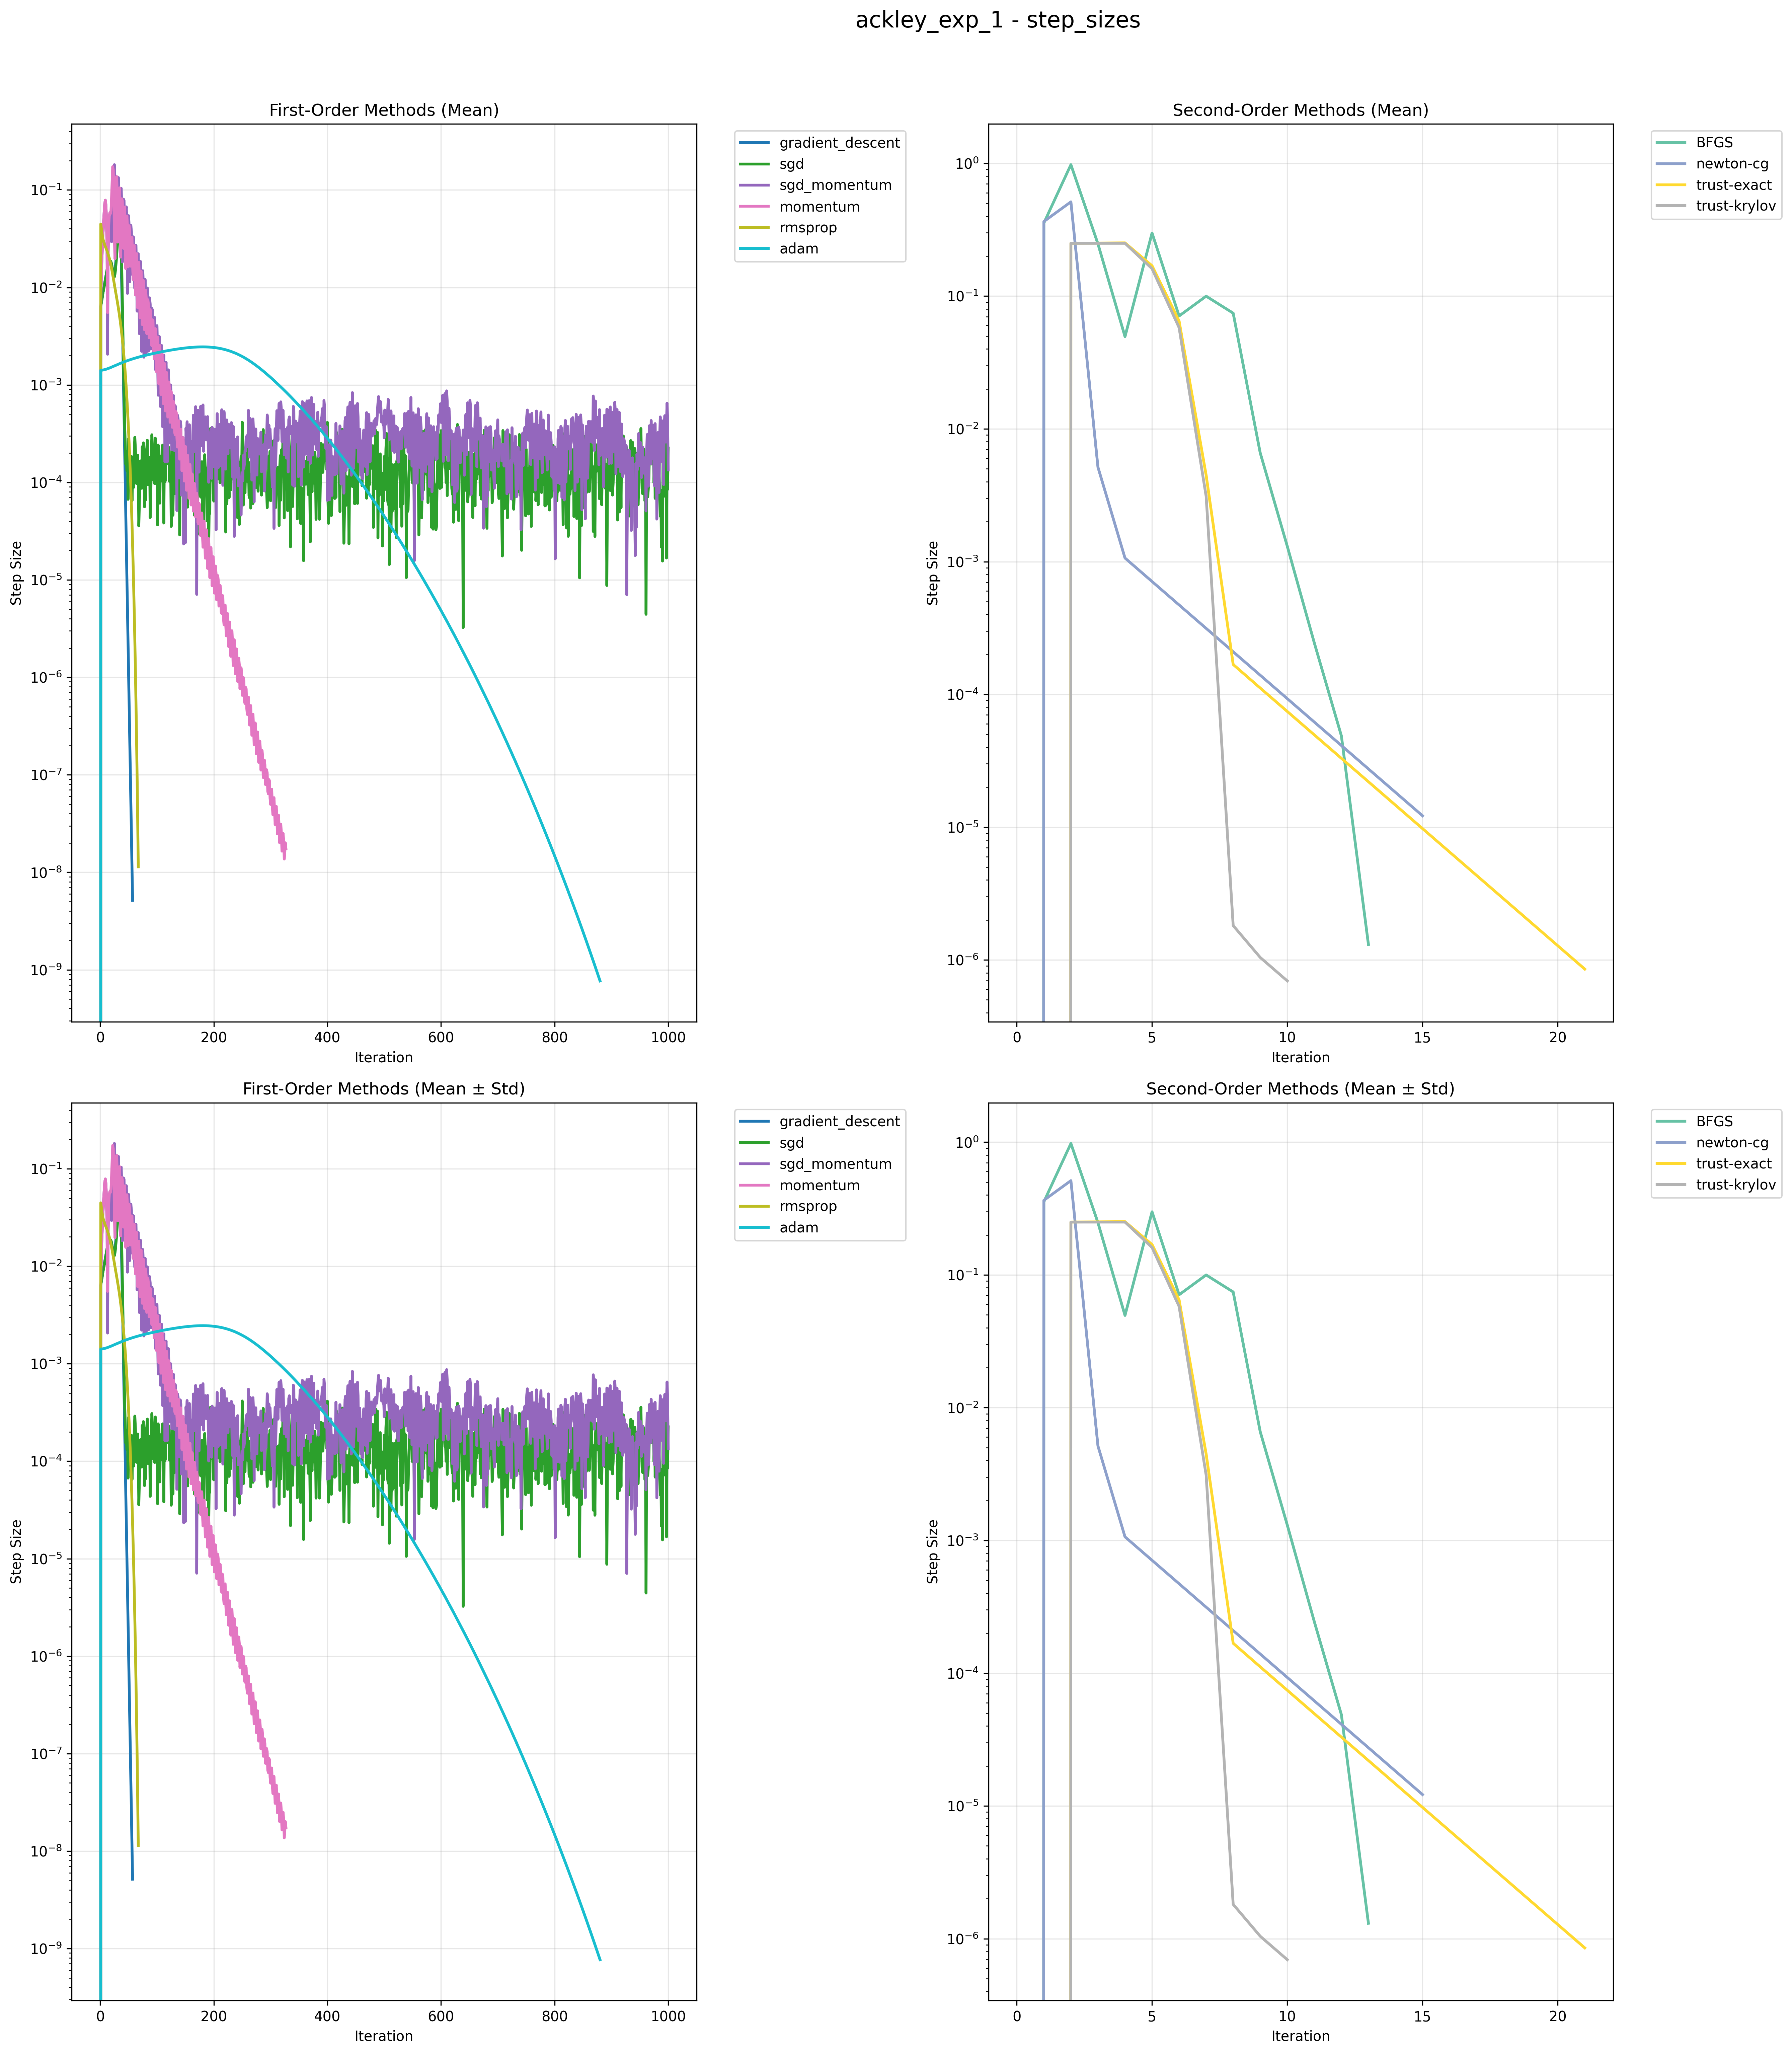 ackley_exp_1 - step_sizes
First-Order Methods (Mean)
Step Size
10⁻¹
10⁻²
10⁻³
10⁻⁴
10⁻⁵
10⁻⁶
10⁻⁷
10⁻⁸
10⁻⁹
0 200 400 600 800 1000
Iteration
gradient_descent
sgd
sgd_momentum
momentum
rmsprop
adam
Second-Order Methods (Mean)
Step Size
10⁰
10⁻¹
10⁻²
10⁻³
10⁻⁴
10⁻⁵
10⁻⁶
0 5 10 15 20
Iteration
BFGS
newton-cg
trust-exact
trust-krylov
First-Order Methods (Mean ± Std)
Step Size
10⁻¹
10⁻²
10⁻³
10⁻⁴
10⁻⁵
10⁻⁶
10⁻⁷
10⁻⁸
10⁻⁹
0 200 400 600 800 1000
Iteration
gradient_descent
sgd
sgd_momentum
momentum
rmsprop
adam
Second-Order Methods (Mean ± Std)
Step Size
10⁰
10⁻¹
10⁻²
10⁻³
10⁻⁴
10⁻⁵
10⁻⁶
0 5 10 15 20
Iteration
BFGS
newton-cg
trust-exact
trust-krylov